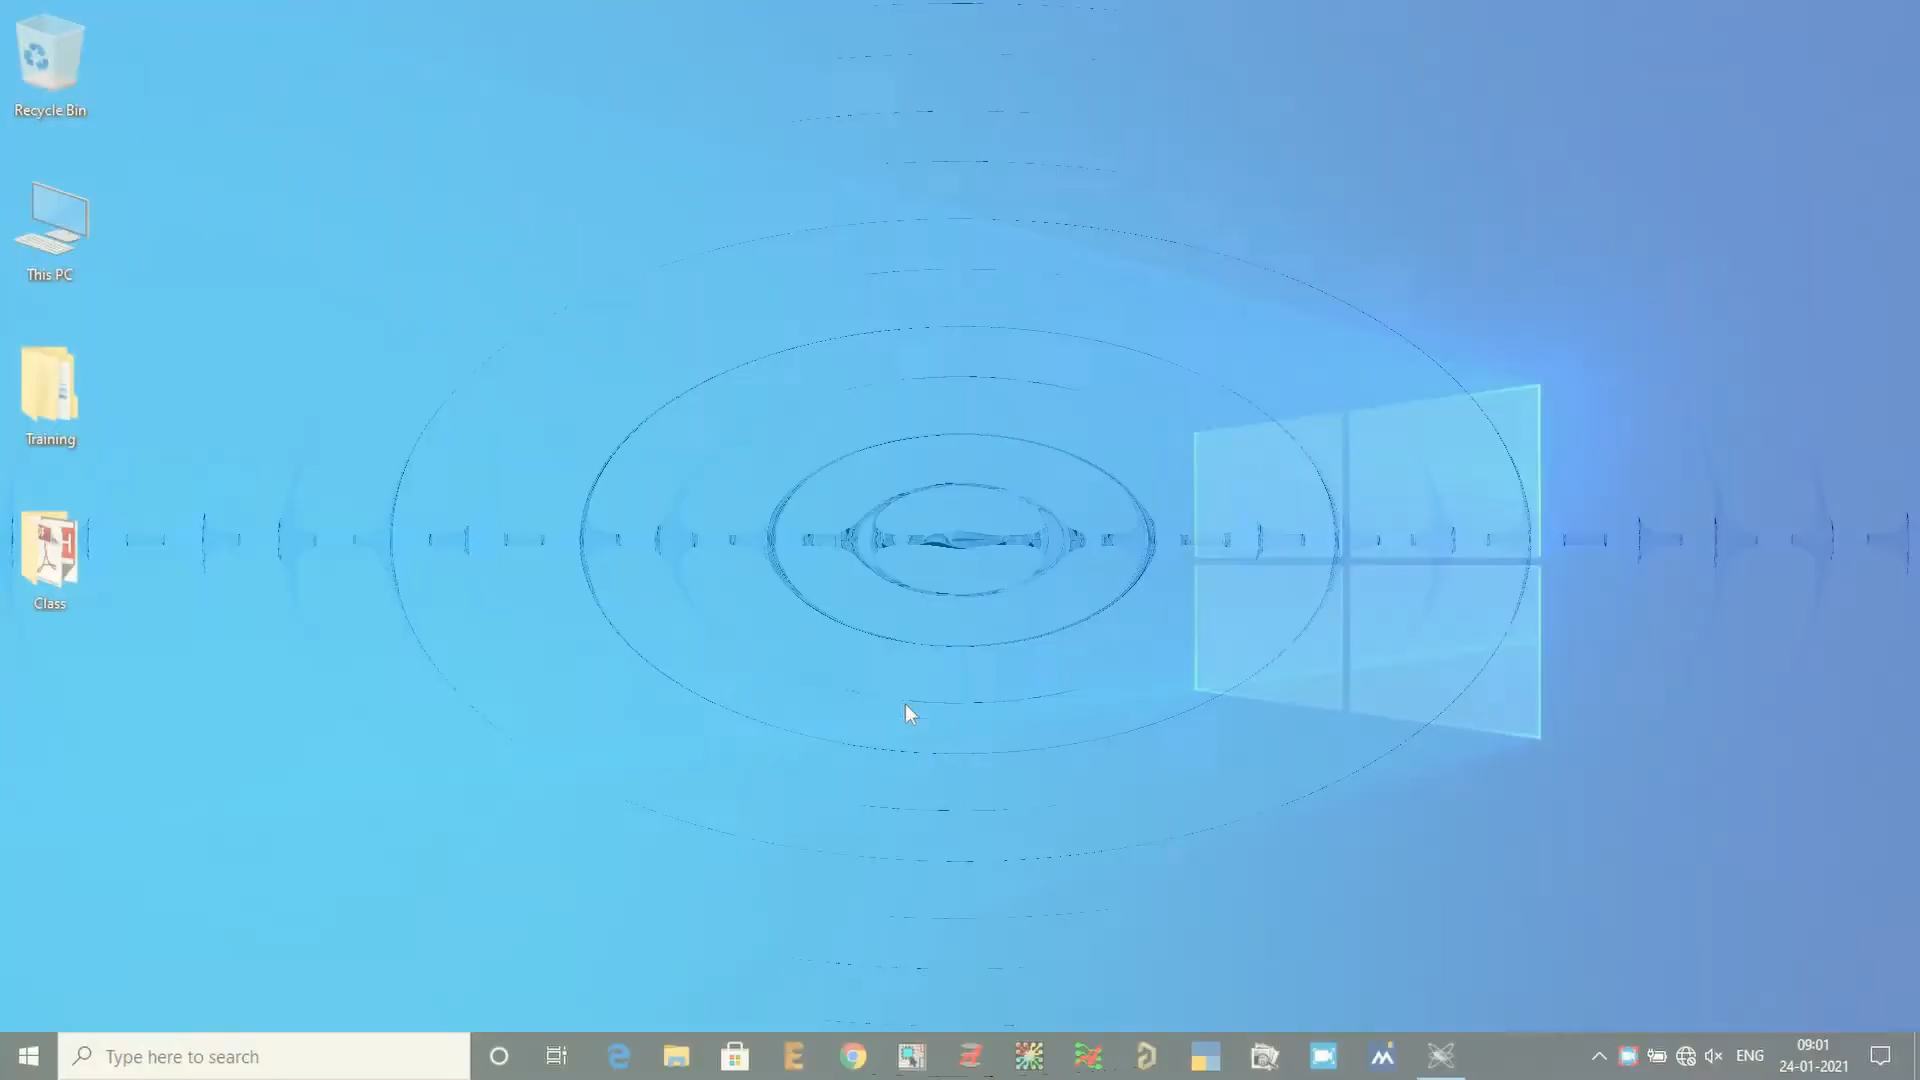 Recycle Bin
This PC
Training
Class
Type here to search
ENG
09:01
24-01-2021